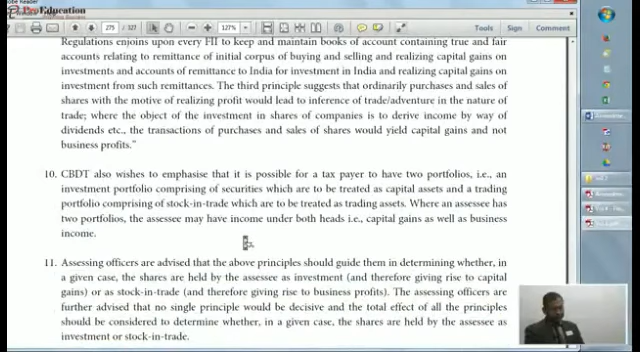 ProEducation
275 / 327
127%
Tools
Sign
Comment
Regulations enjoins upon every FII to keep and maintain books of account containing true and fair
accounts relating to remittance of initial corpus of buying and selling and realizing capital gains on
investments and accounts of remittance to India for investment in India and realizing capital gains on
investment from such remittances. The third principle suggests that ordinarily purchases and sales of
shares with the motive of realizing profit would lead to inference of trade/adventure in the nature of
trade; where the object of the investment in shares of companies is to derive income by way of
dividends etc., the transactions of purchases and sales of shares would yield capital gains and not
business profits."
10. CBDT also wishes to emphasise that it is possible for a tax payer to have two portfolios, i.e., an
investment portfolio comprising of securities which are to be treated as capital assets and a trading
portfolio comprising of stock-in-trade which are to be treated as trading assets. Where an assessee has
two portfolios, the assessee may have income under both heads i.e., capital gains as well as business
income.
11. Assessing officers are advised that the above principles should guide them in determining whether, in
a given case, the shares are held by the assessee as investment (and therefore giving rise to capital
gains) or as stock-in-trade (and therefore giving rise to business profits). The assessing officers are
further advised that no single principle would be decisive and the total effect of all the principles
should be considered to determine whether, in a given case, the shares are held by the assessee as
investment or stock-in-trade.